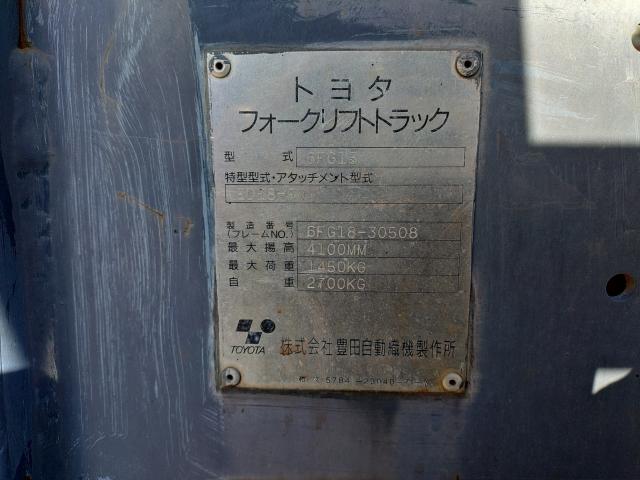 トヨタ
フォークリフトトラック
型 式 6FG15
特型型式・アタッチメント型式
製造番号 (フレームNO.) 6FG18-30508
最大揚高 4100MM
最大荷重 1450KG
自 重 2700KG
TOYOTA 株式会社豊田自動織機製作所